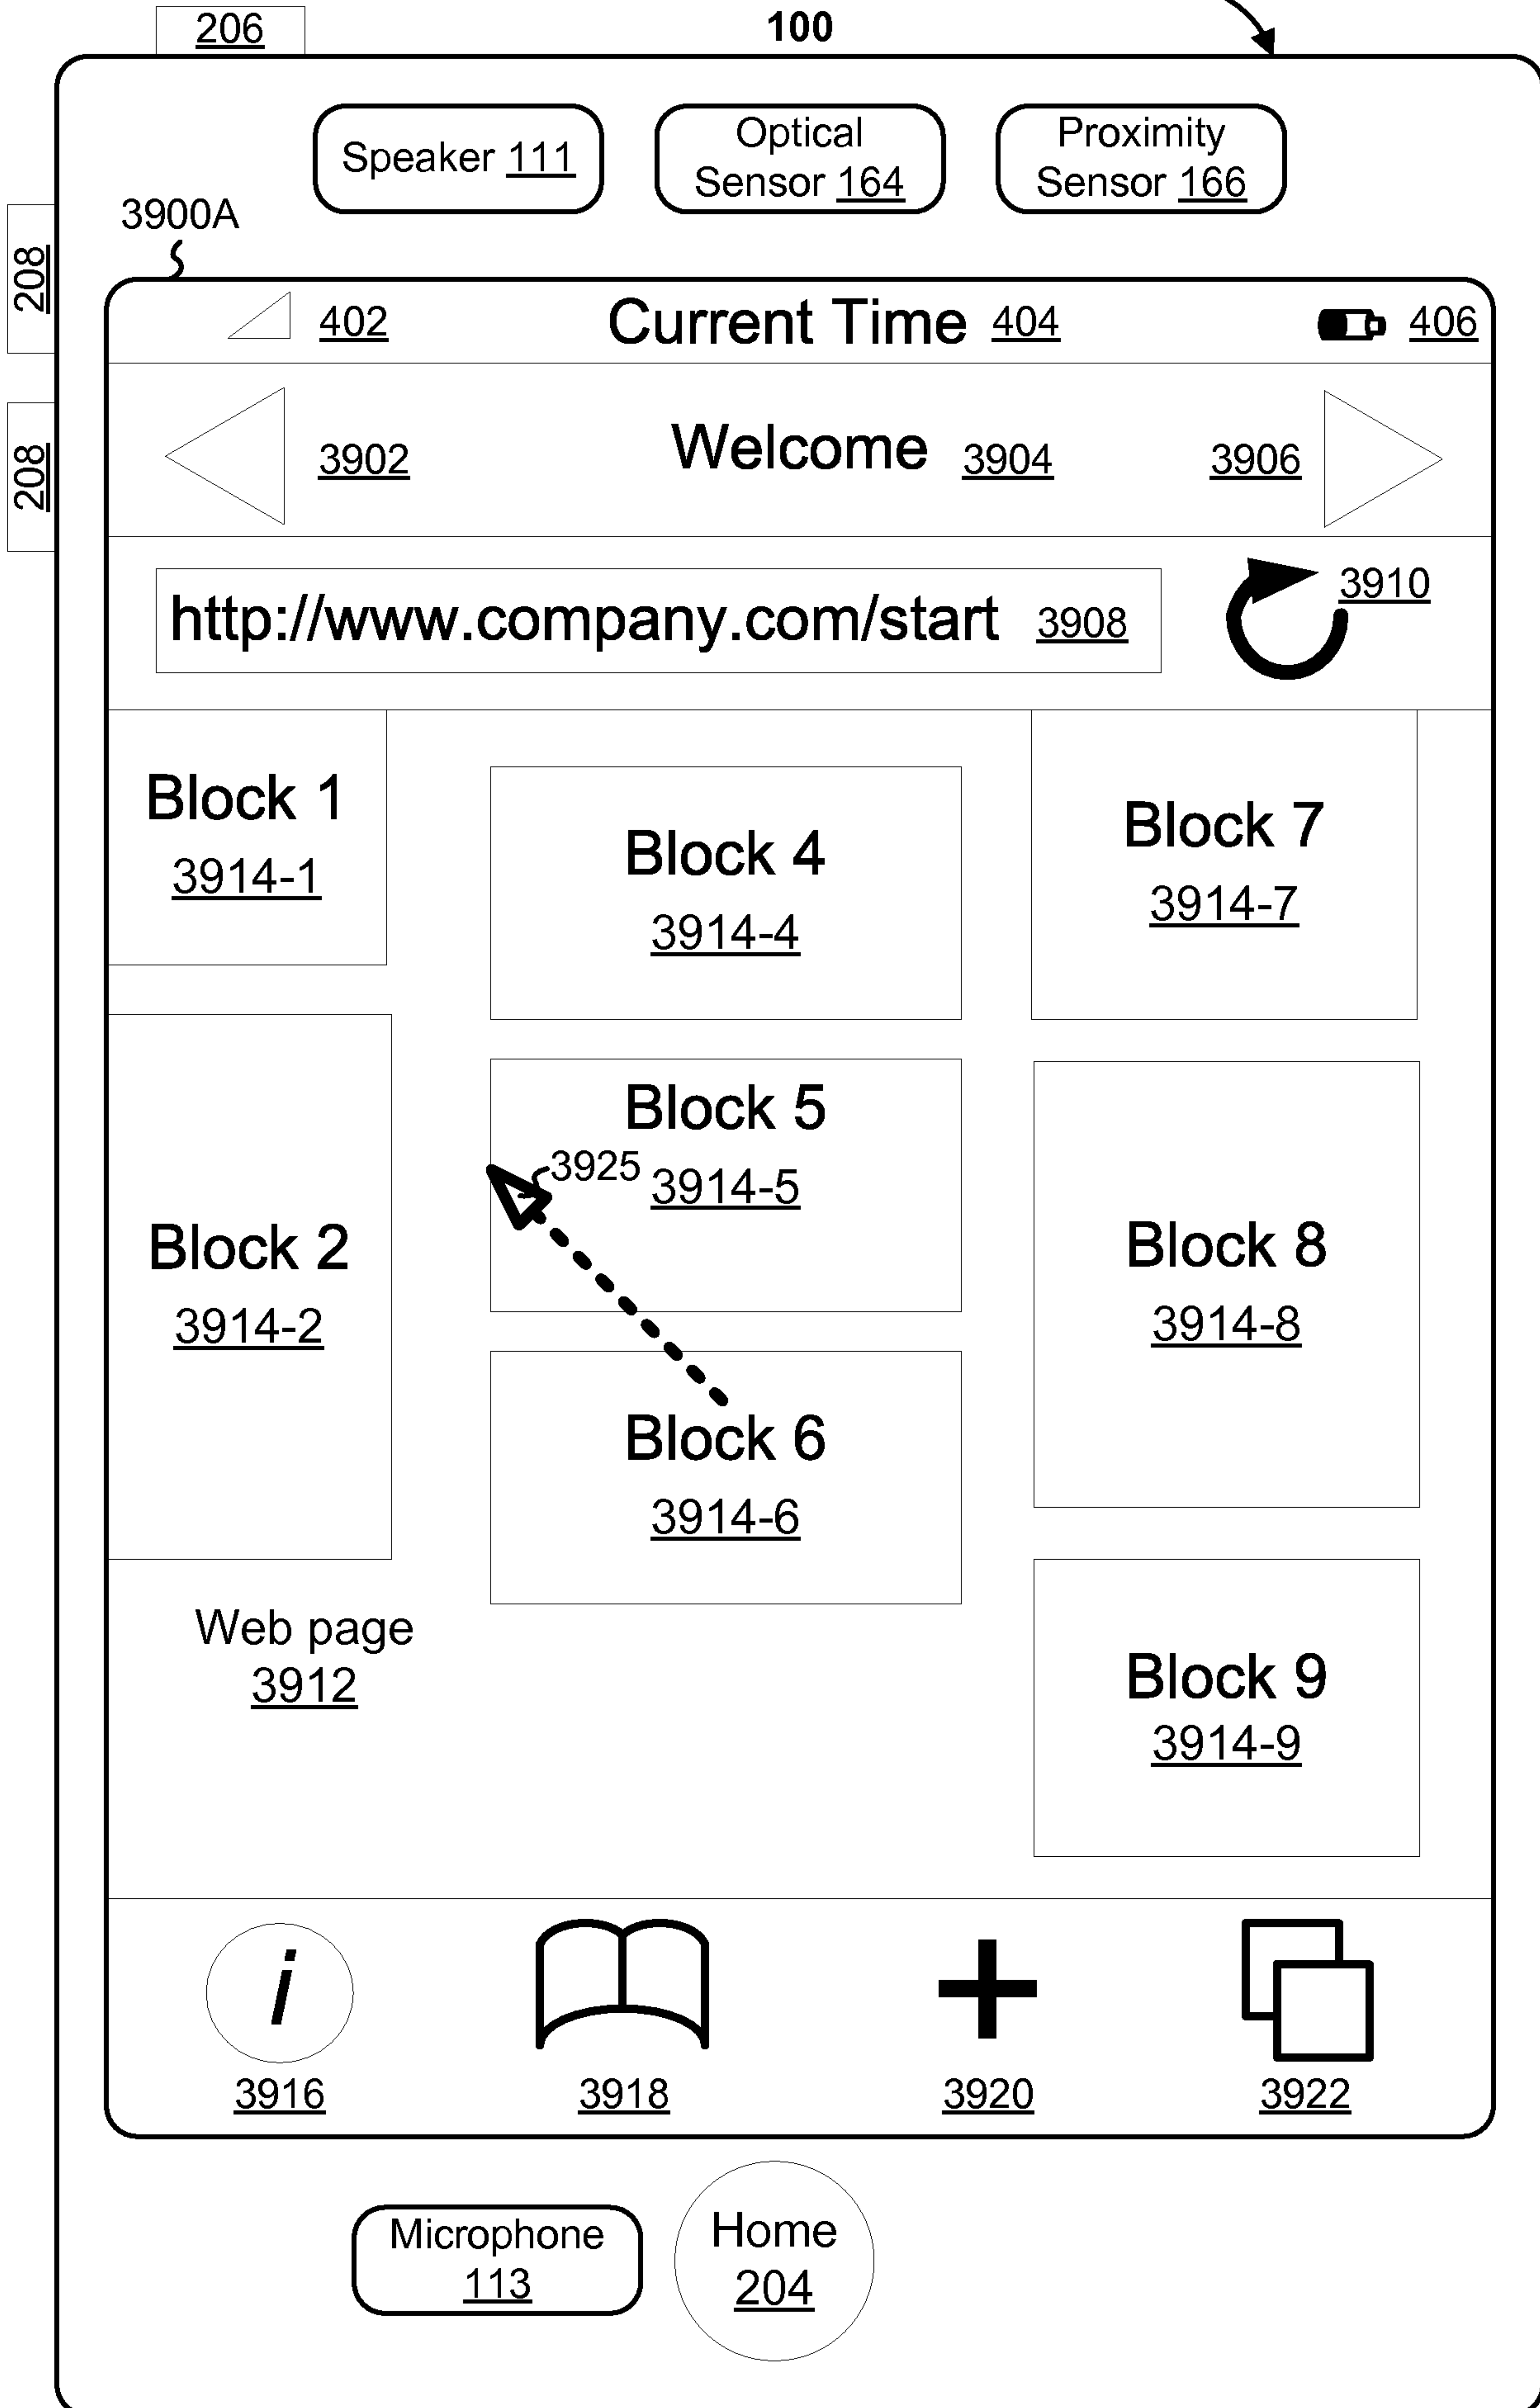 206
100
Speaker 111
Optical
Sensor 164
Proximity
Sensor 166
3900A
208
208
402
Current Time 404
406
3902
Welcome 3904
3906
http://www.company.com/start 3908
3910
Block 1
3914-1
Block 4
3914-4
Block 7
3914-7
Block 5
3925
3914-5
Block 2
3914-2
Block 8
3914-8
Block 6
3914-6
Web page
3912
Block 9
3914-9
i
3916
3918
3920
3922
Microphone
113
Home
204